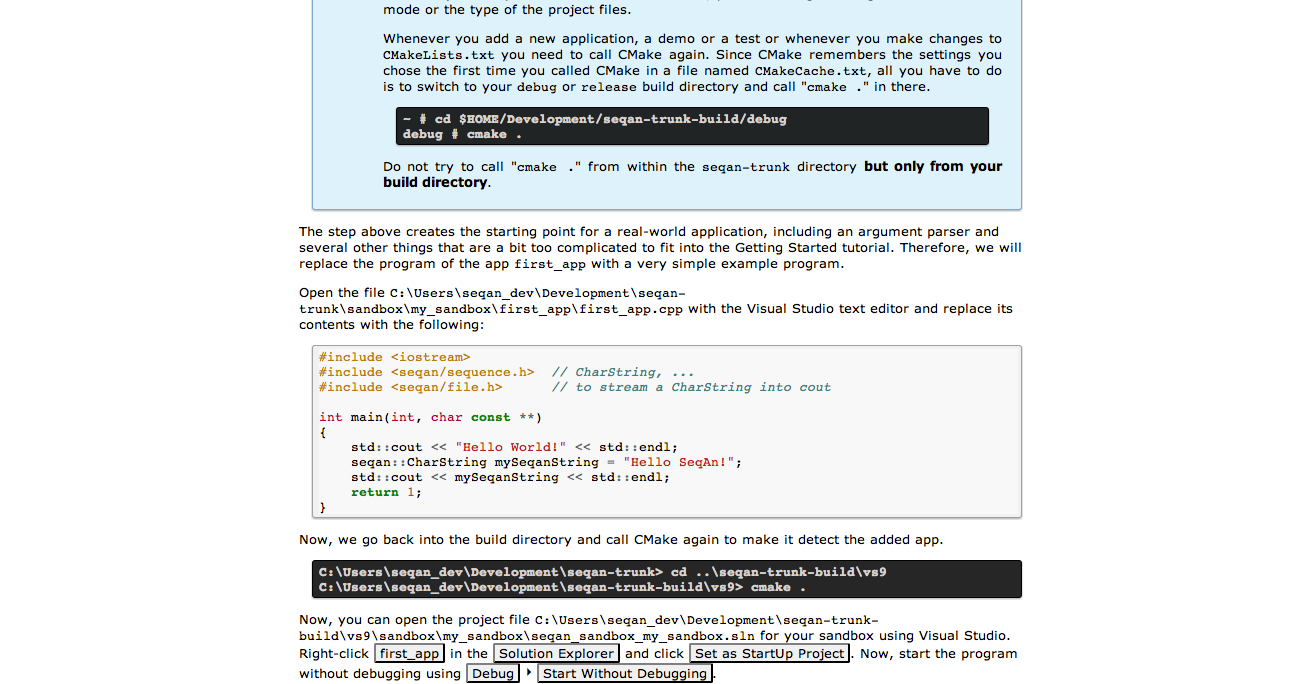 mode or the type of the project files.
Whenever you add a new application, a demo or a test or whenever you make changes to
CMakeLists.txt you need to call CMake again. Since CMake remembers the settings you
chose the first time you called CMake in a file named CMakeCache.txt, all you have to do
is to switch to your debug or release build directory and call "cmake ." in there.
~ # cd $HOME/Development/seqan-trunk-build/debug
debug # cmake .
Do not try to call "cmake ." from within the seqan-trunk directory but only from your
build directory.
The step above creates the starting point for a real-world application, including an argument parser and
several other things that are a bit too complicated to fit into the Getting Started tutorial. Therefore, we will
replace the program of the app first_app with a very simple example program.
Open the file C:\Users\seqan_dev\Development\seqan-
trunk\sandbox\my_sandbox\first_app\first_app.cpp with the Visual Studio text editor and replace its
contents with the following:
#include <iostream>
#include <seqan/sequence.h>  // CharString, ...
#include <seqan/file.h>      // to stream a CharString into cout
int main(int, char const **)
{
    std::cout << "Hello World!" << std::endl;
    seqan::CharString mySeqanString = "Hello SeqAn!";
    std::cout << mySeqanString << std::endl;
    return 1;
}
Now, we go back into the build directory and call CMake again to make it detect the added app.
C:\Users\seqan_dev\Development\seqan-trunk> cd ..\seqan-trunk-build\vs9
C:\Users\seqan_dev\Development\seqan-trunk-build\vs9> cmake .
Now, you can open the project file C:\Users\seqan_dev\Development\seqan-trunk-
build\vs9\sandbox\my_sandbox\seqan_sandbox_my_sandbox.sln for your sandbox using Visual Studio.
Right-click first_app in the Solution Explorer and click Set as StartUp Project. Now, start the program
without debugging using Debug ‣ Start Without Debugging.